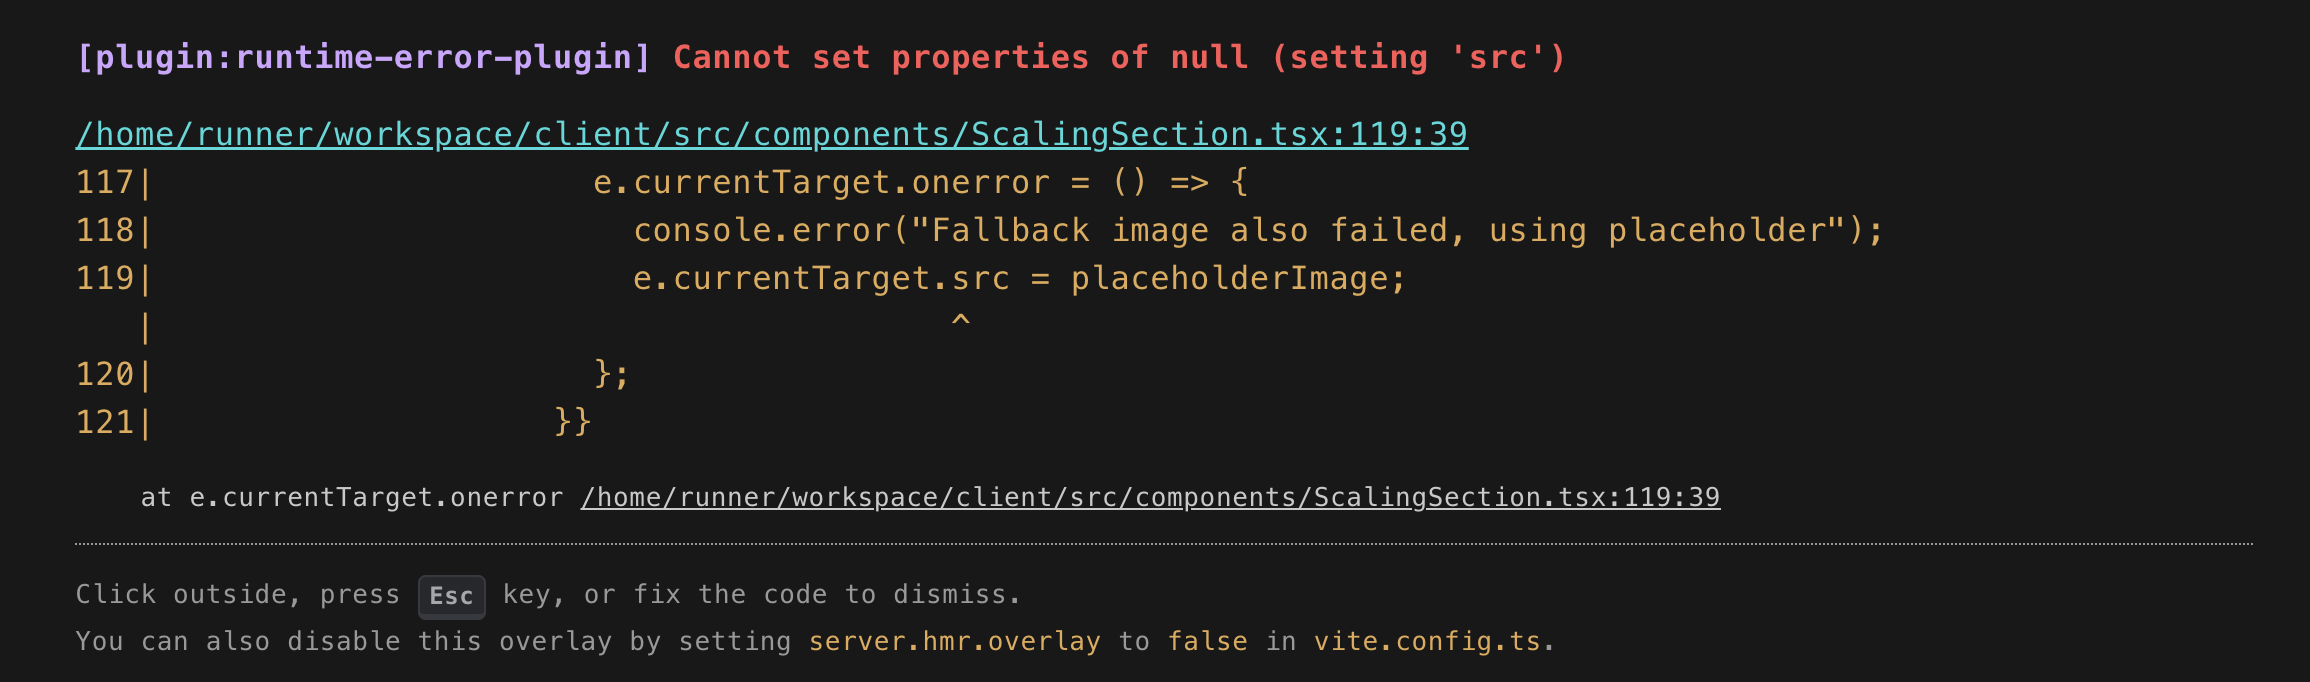 [plugin:runtime-error-plugin] Cannot set properties of null (setting 'src')
/home/runner/workspace/client/src/components/ScalingSection.tsx:119:39
117|                      e.currentTarget.onerror = () => {
118|                        console.error("Fallback image also failed, using placeholder");
119|                        e.currentTarget.src = placeholderImage;
   |                                        ^
120|                      };
121|                    }}
at e.currentTarget.onerror /home/runner/workspace/client/src/components/ScalingSection.tsx:119:39
Click outside, press Esc key, or fix the code to dismiss.
You can also disable this overlay by setting server.hmr.overlay to false in vite.config.ts.